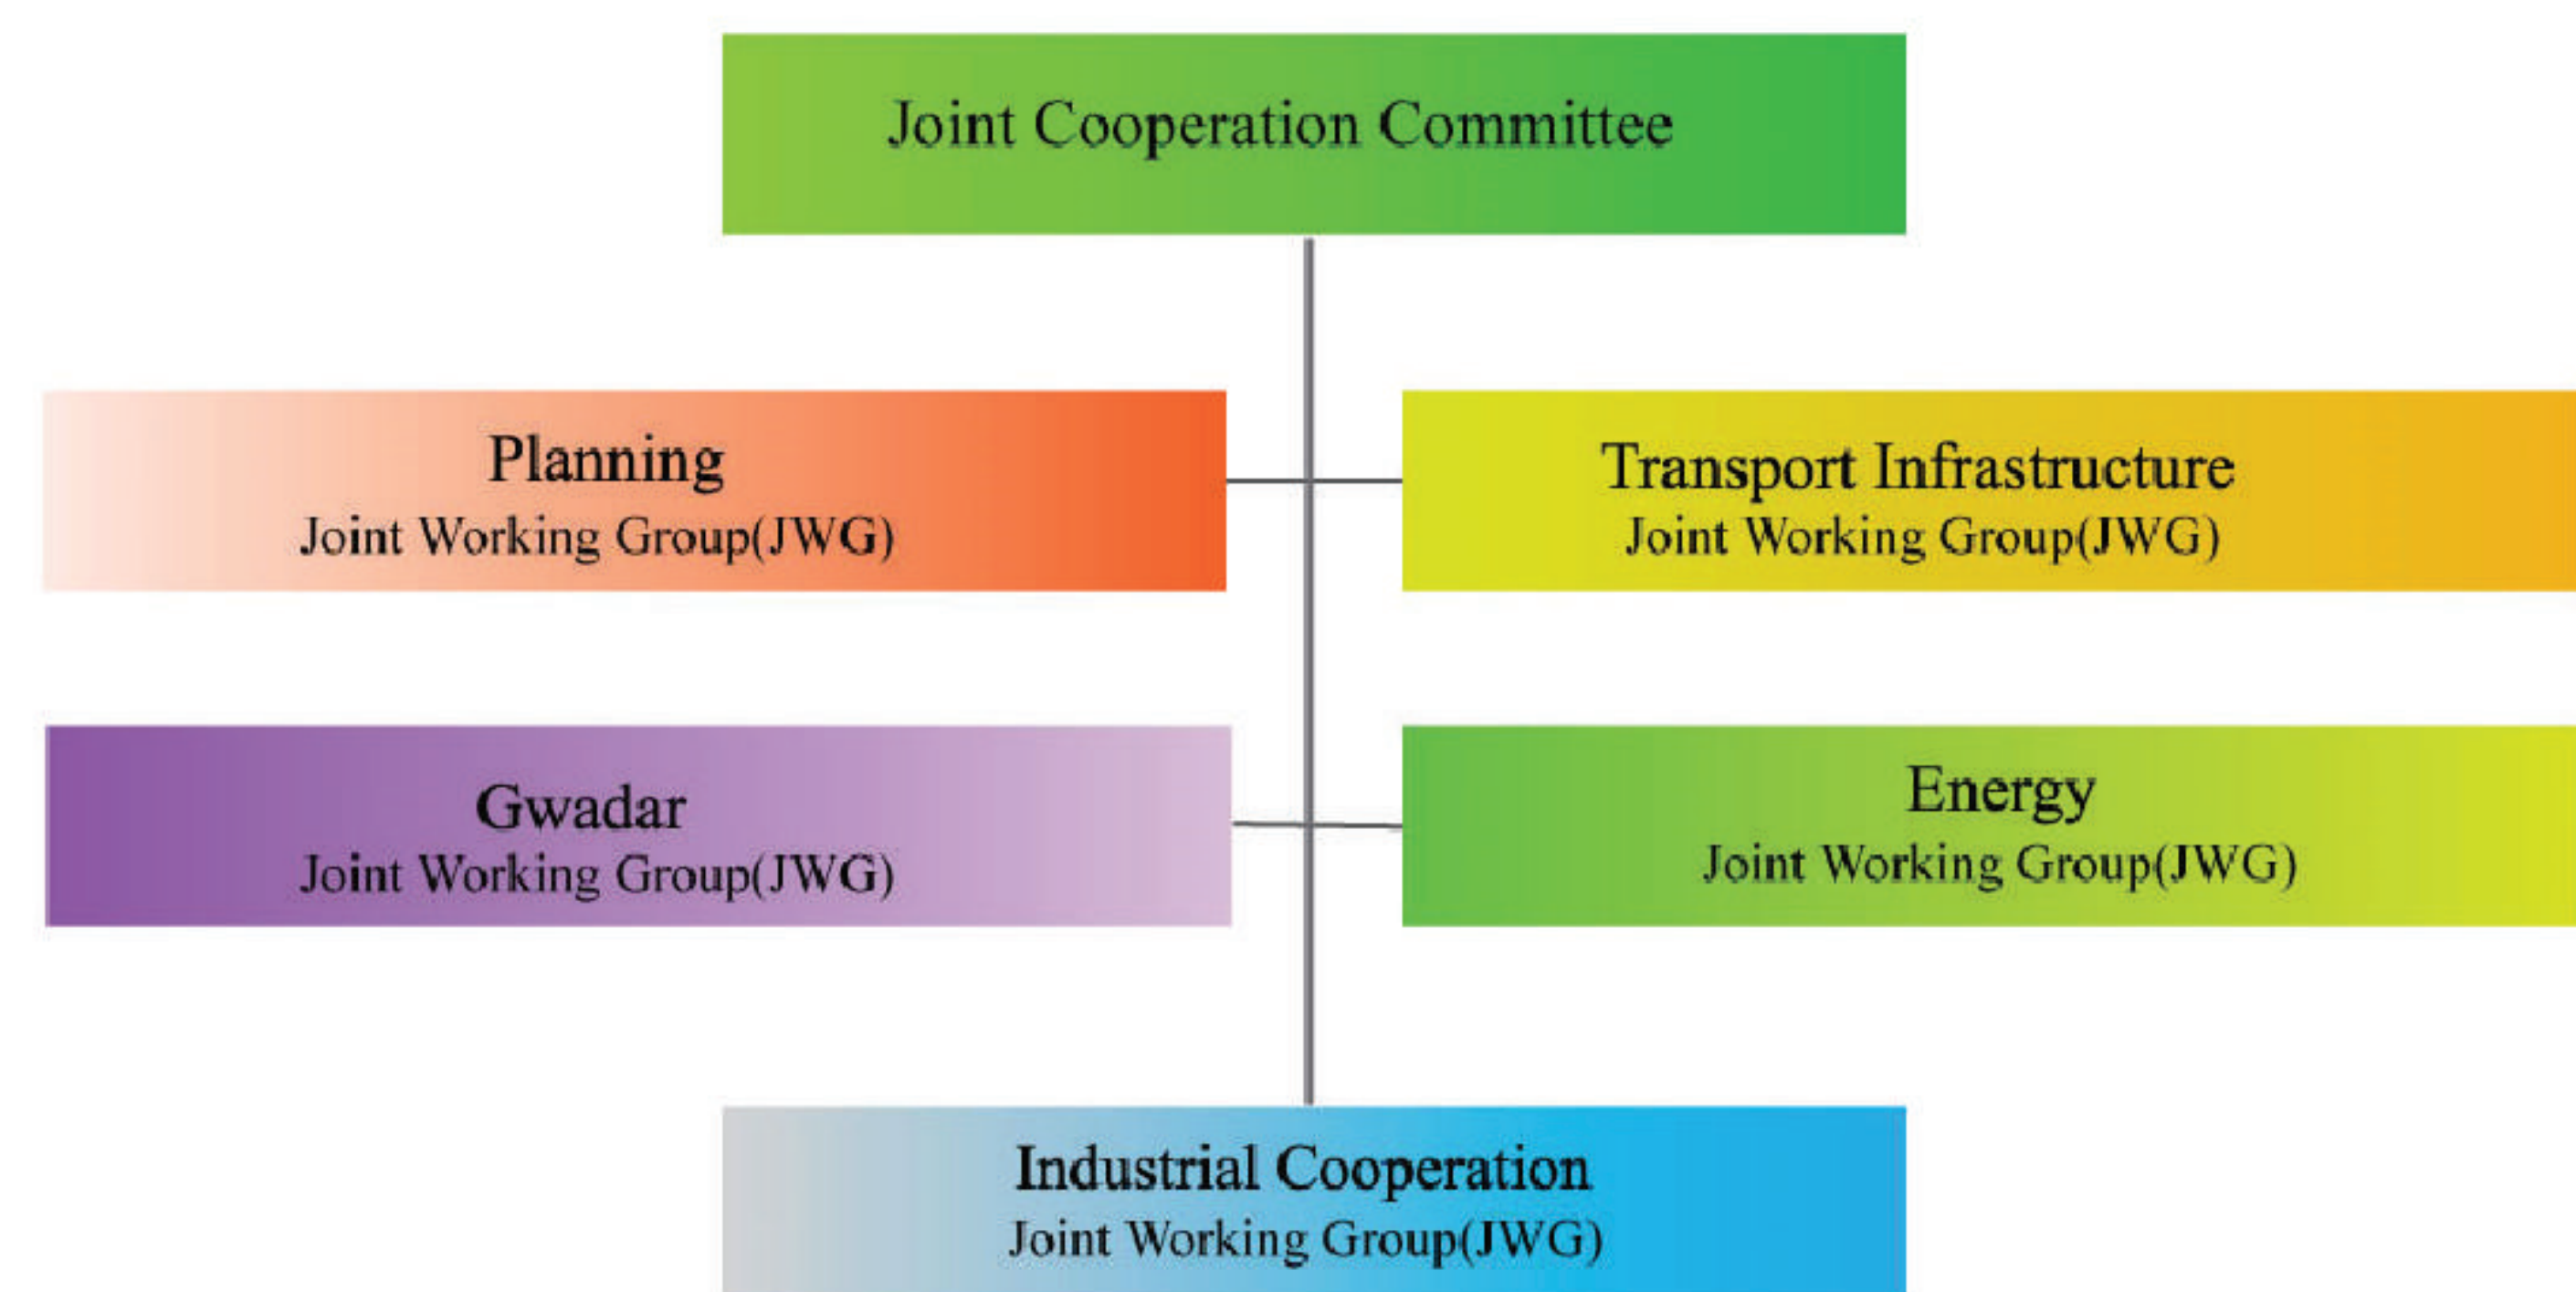 Joint Cooperation Committee
Planning
Joint Working Group(JWG)
Transport Infrastructure
Joint Working Group(JWG)
Gwadar
Joint Working Group(JWG)
Energy
Joint Working Group(JWG)
Industrial Cooperation
Joint Working Group(JWG)